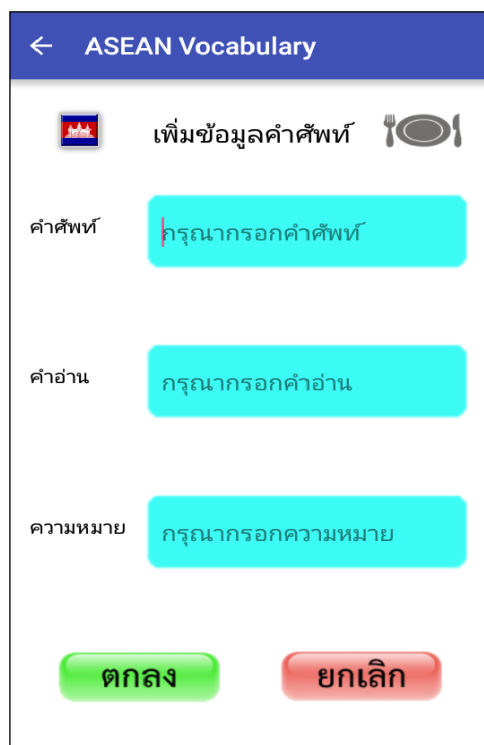 ASEAN Vocabulary
เพิ่มข้อมูลคำศัพท์
คำศัพท์
กรุณากรอกคำศัพท์
คำอ่าน
กรุณากรอกคำอ่าน
ความหมาย
กรุณากรอกความหมาย
ตกลง
ยกเลิก